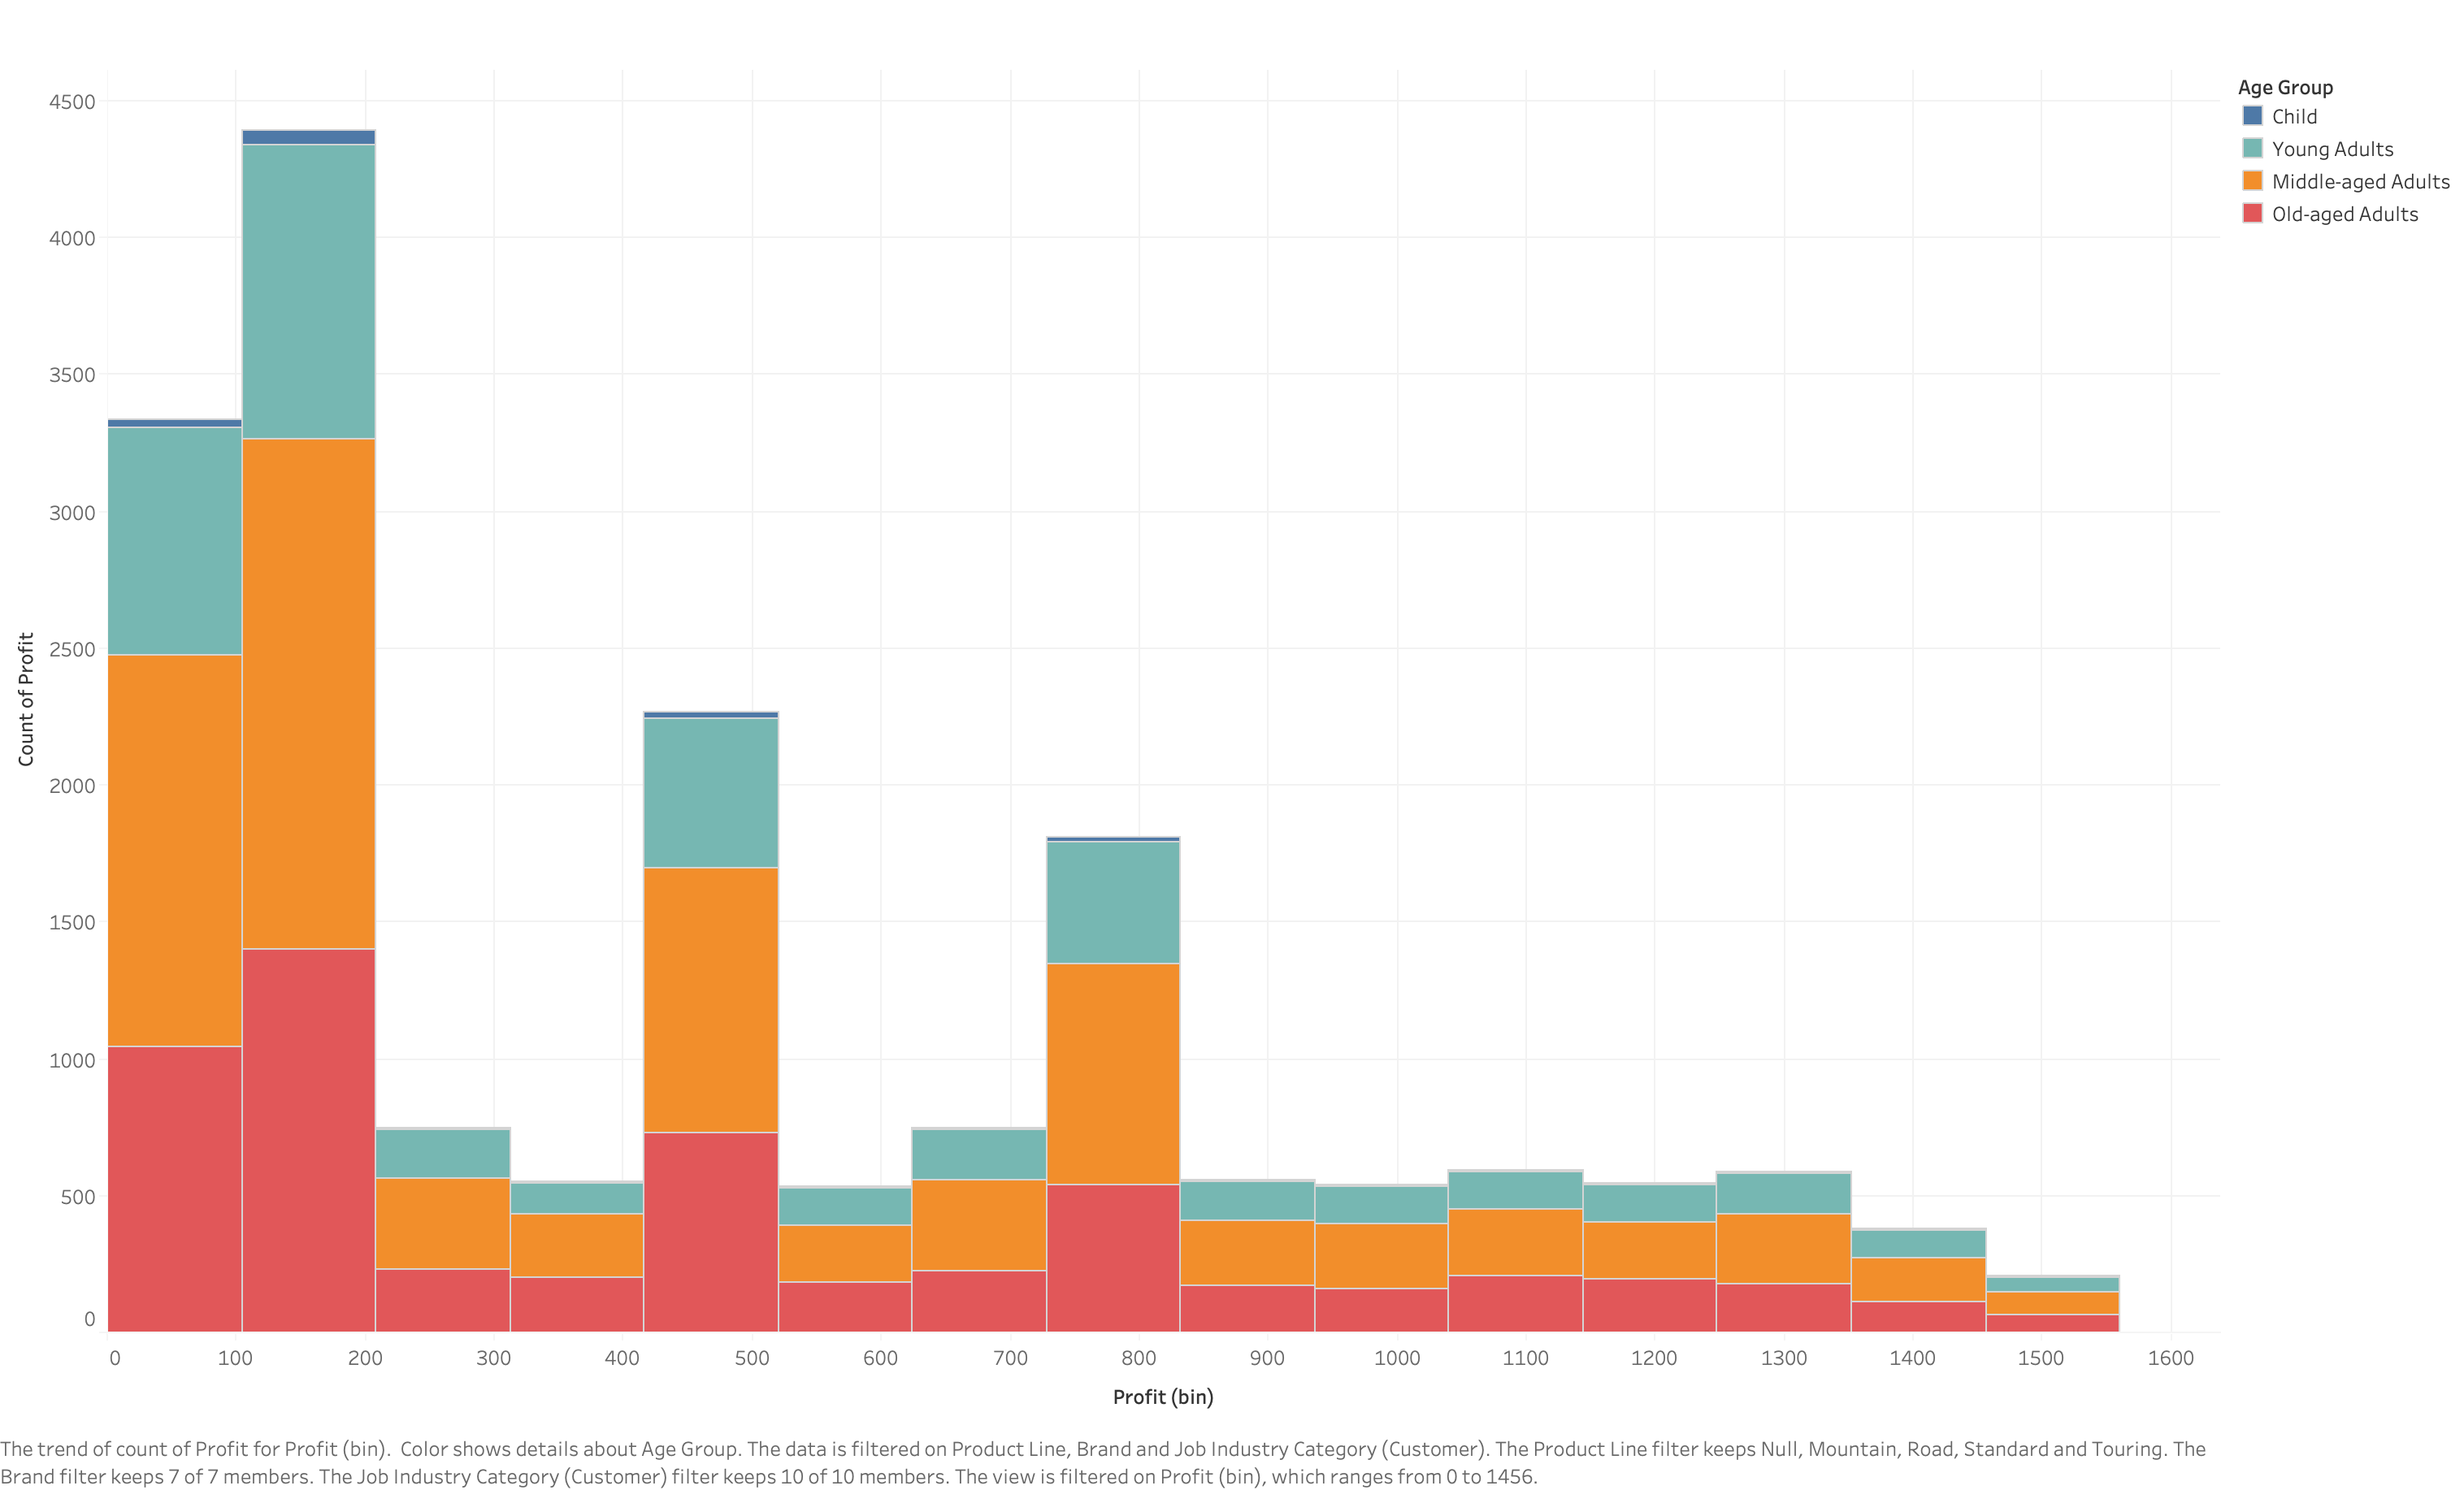 Age Group
Child
Young Adults
Middle-aged Adults
Old-aged Adults
4500
4000
3500
3000
2500
2000
1500
1000
500
0
Count of Profit
0 100 200 300 400 500 600 700 800 900 1000 1100 1200 1300 1400 1500 1600
Profit (bin)
The trend of count of Profit for Profit (bin).  Color shows details about Age Group. The data is filtered on Product Line, Brand and Job Industry Category (Customer). The Product Line filter keeps Null, Mountain, Road, Standard and Touring. The
Brand filter keeps 7 of 7 members. The Job Industry Category (Customer) filter keeps 10 of 10 members. The view is filtered on Profit (bin), which ranges from 0 to 1456.